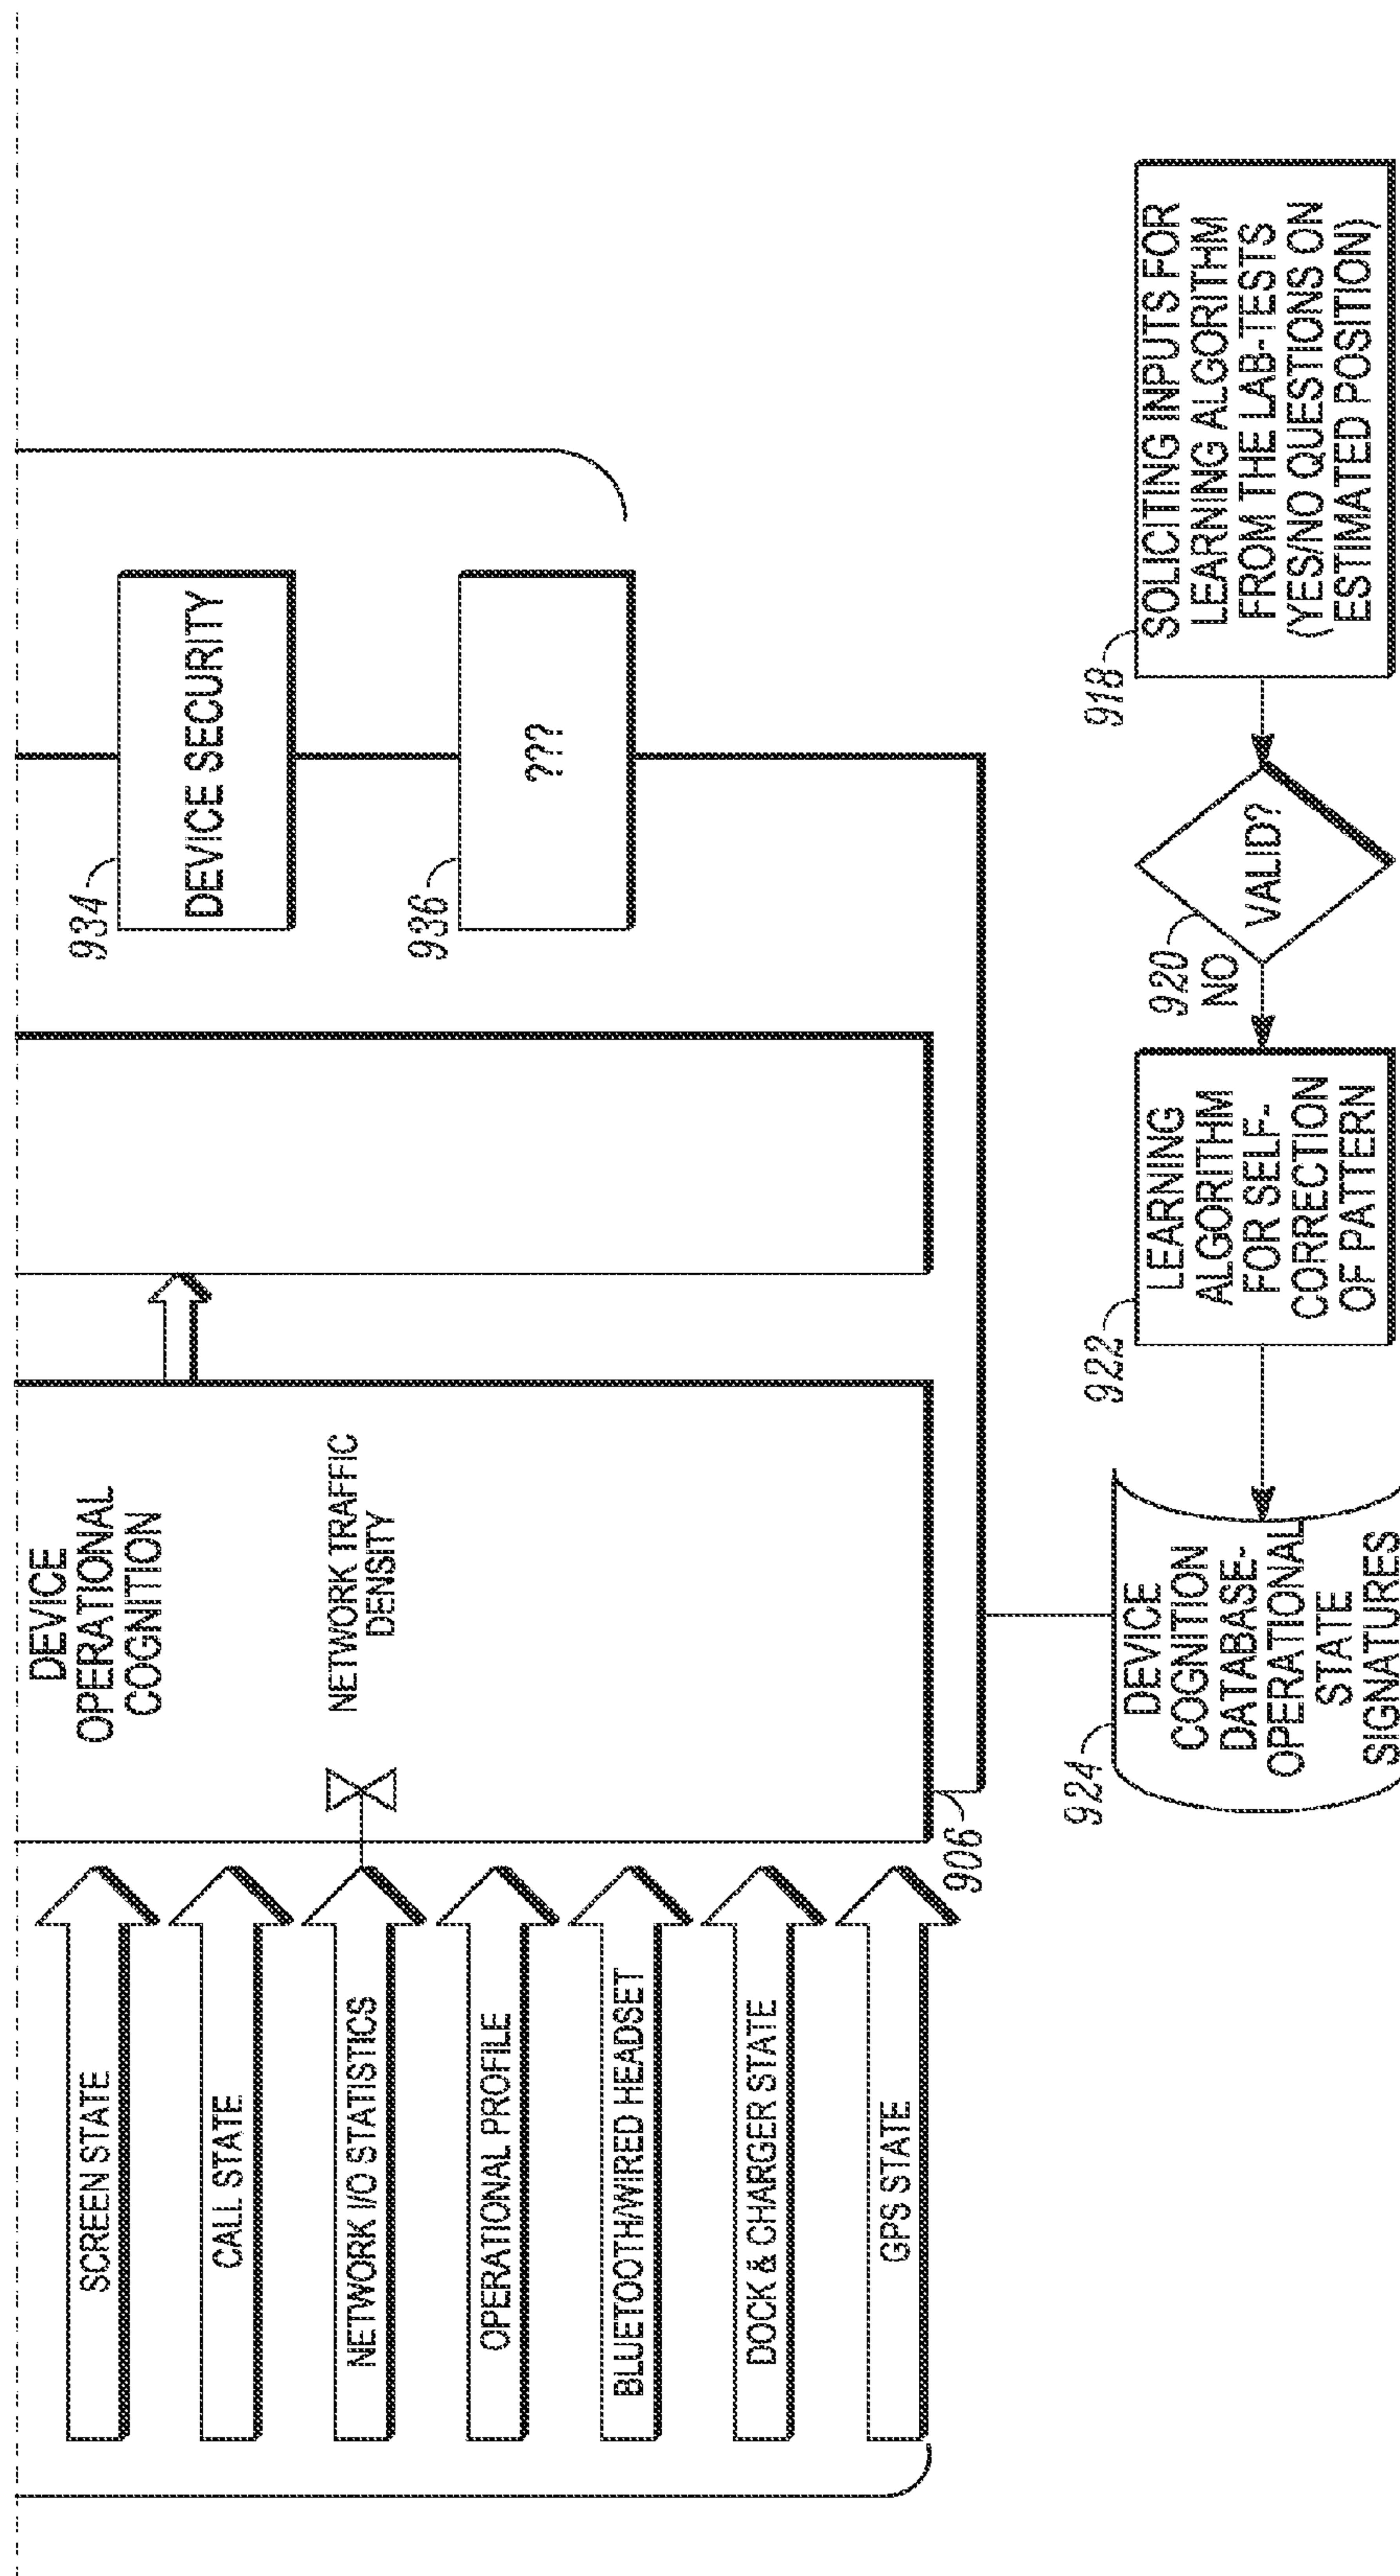 SCREEN STATE
CALL STATE
NETWORK I/O STATISTICS
OPERATIONAL PROFILE
BLUETOOTH/WIRED HEADSET
DOCK & CHARGER STATE
GPS STATE
906
DEVICE
OPERATIONAL
COGNITION
NETWORK TRAFFIC
DENSITY
934
DEVICE SECURITY
936
???
924
DEVICE
COGNITION
DATABASE-
OPERATIONAL
STATE
SIGNATURES
922
LEARNING
ALGORITHM
FOR SELF-
CORRECTION
OF PATTERN
920
NO
VALID?
918
SOLICITING INPUTS FOR
LEARNING ALGORITHM
FROM THE LAB-TESTS
(YES/NO QUESTIONS ON
ESTIMATED POSITION)